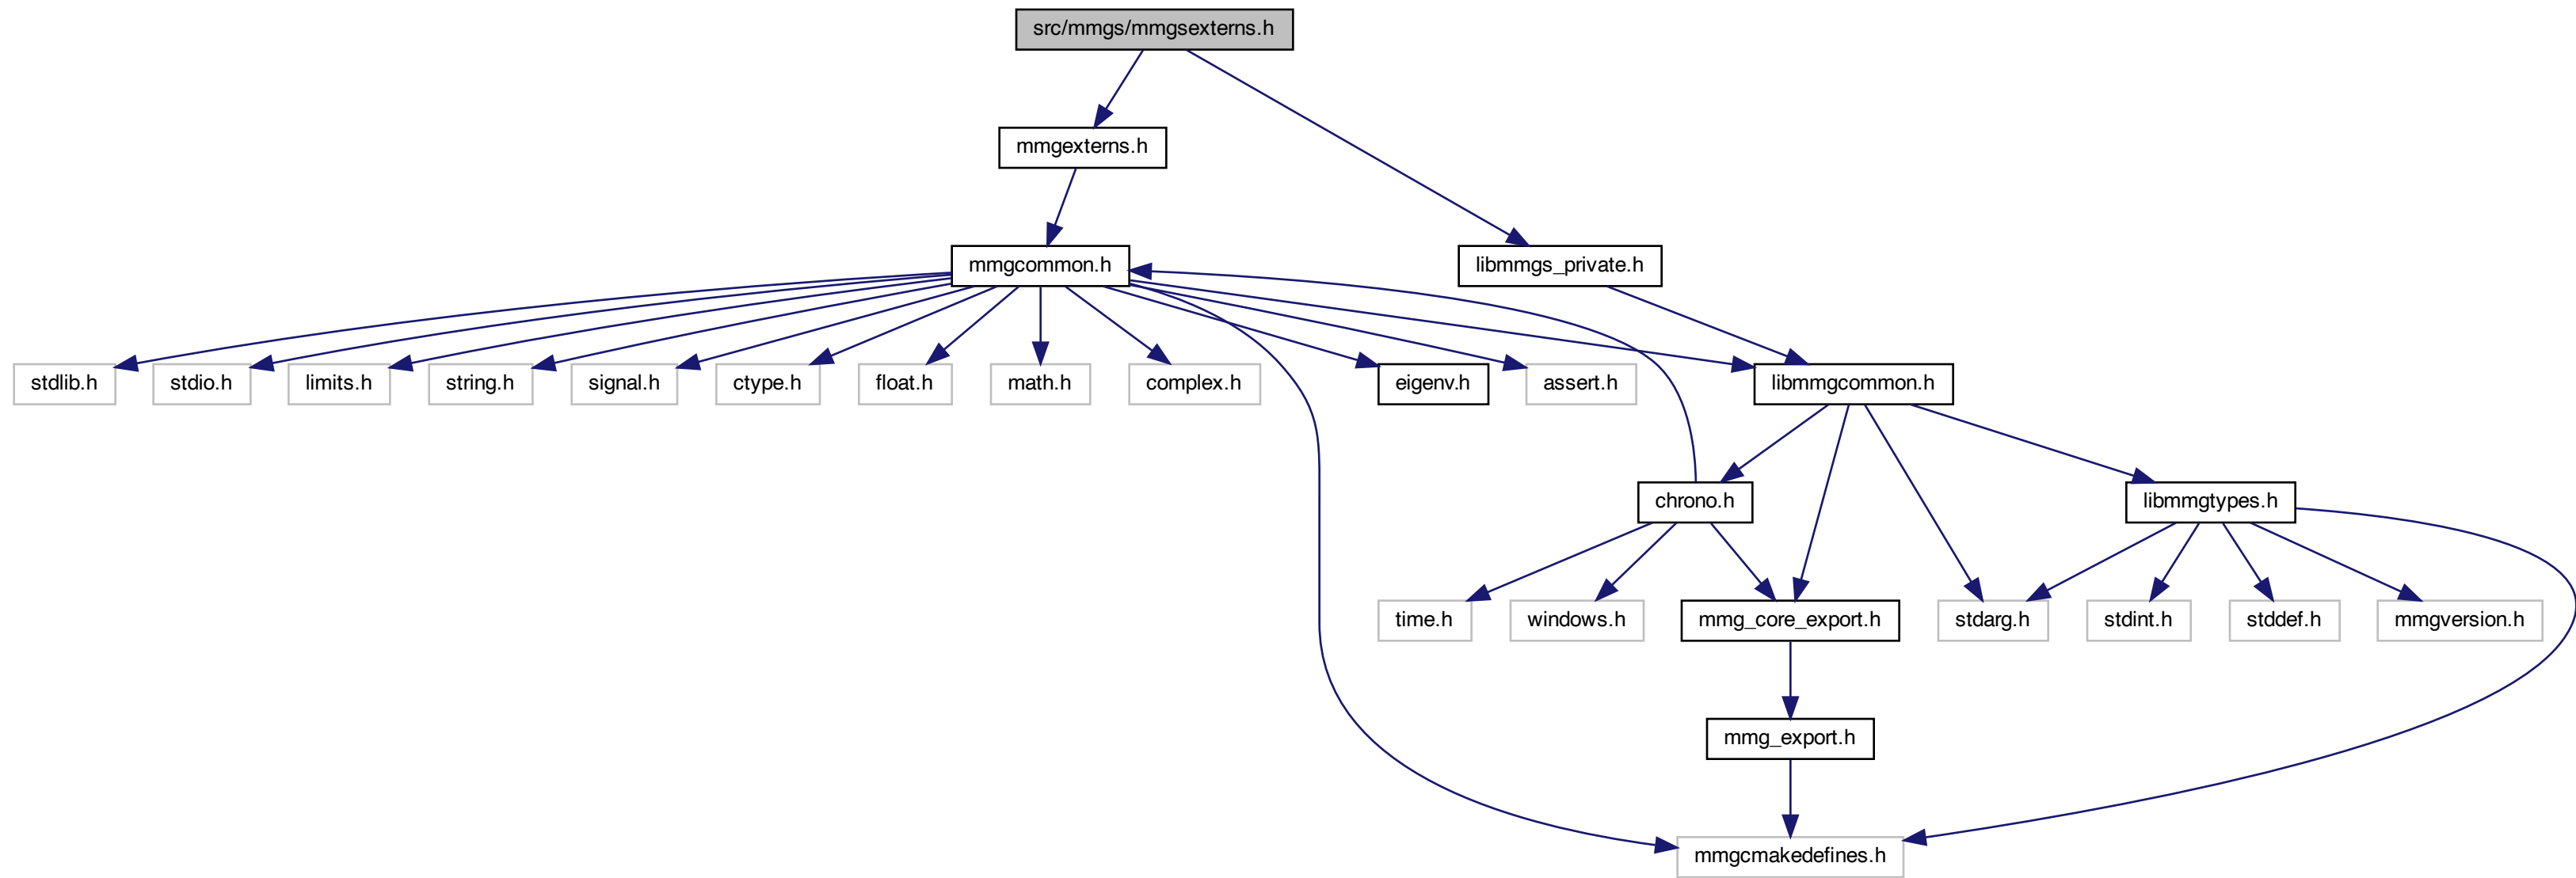 src/mmgs/mmgsexterns.h
mmgexterns.h
mmgcommon.h
libmmgs_private.h
stdlib.h
stdio.h
limits.h
string.h
signal.h
ctype.h
float.h
math.h
complex.h
eigenv.h
assert.h
libmmgcommon.h
chrono.h
libmmgtypes.h
time.h
windows.h
mmg_core_export.h
stdarg.h
stdint.h
stddef.h
mmgversion.h
mmg_export.h
mmgcmakedefines.h